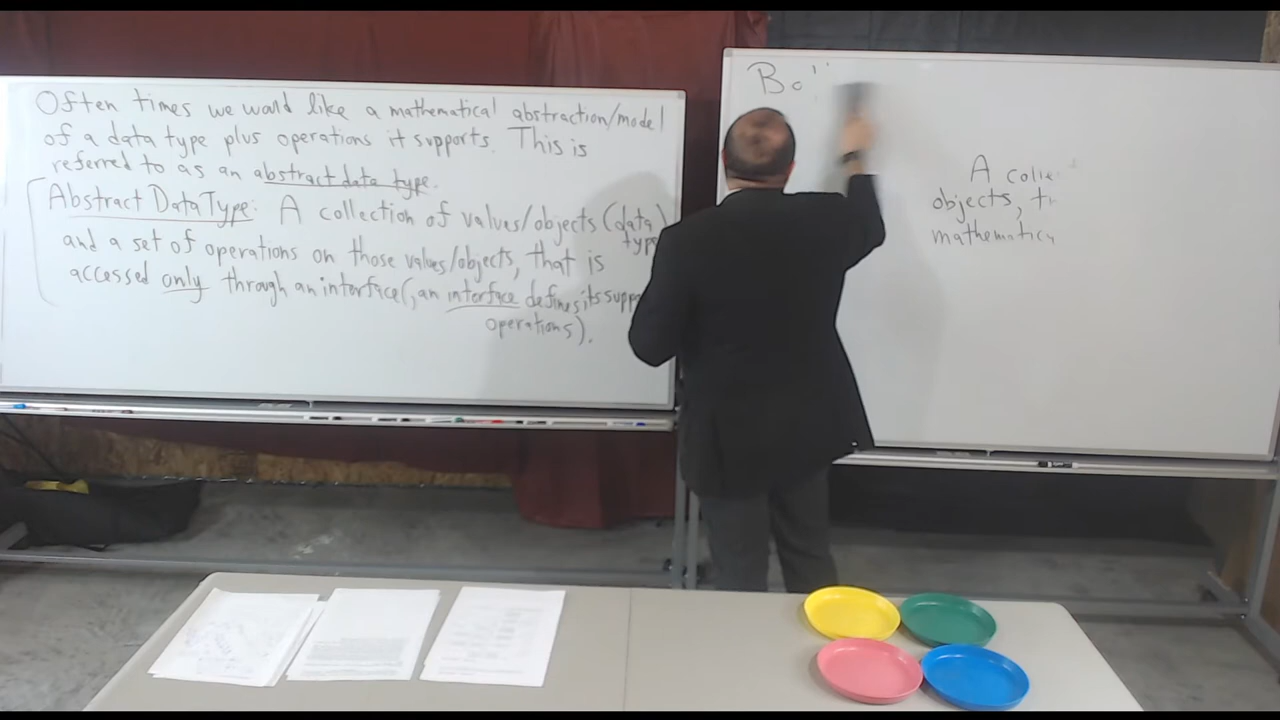 Often times we would like a mathematical abstraction/model
of a data type plus operations it supports. This is
referred to as an abstract data type.
Abstract Data Type: A collection of values/objects (data
type)
and a set of operations on those values/objects, that is
accessed only through an interface (, an interface defines its
operations).
A
objects,